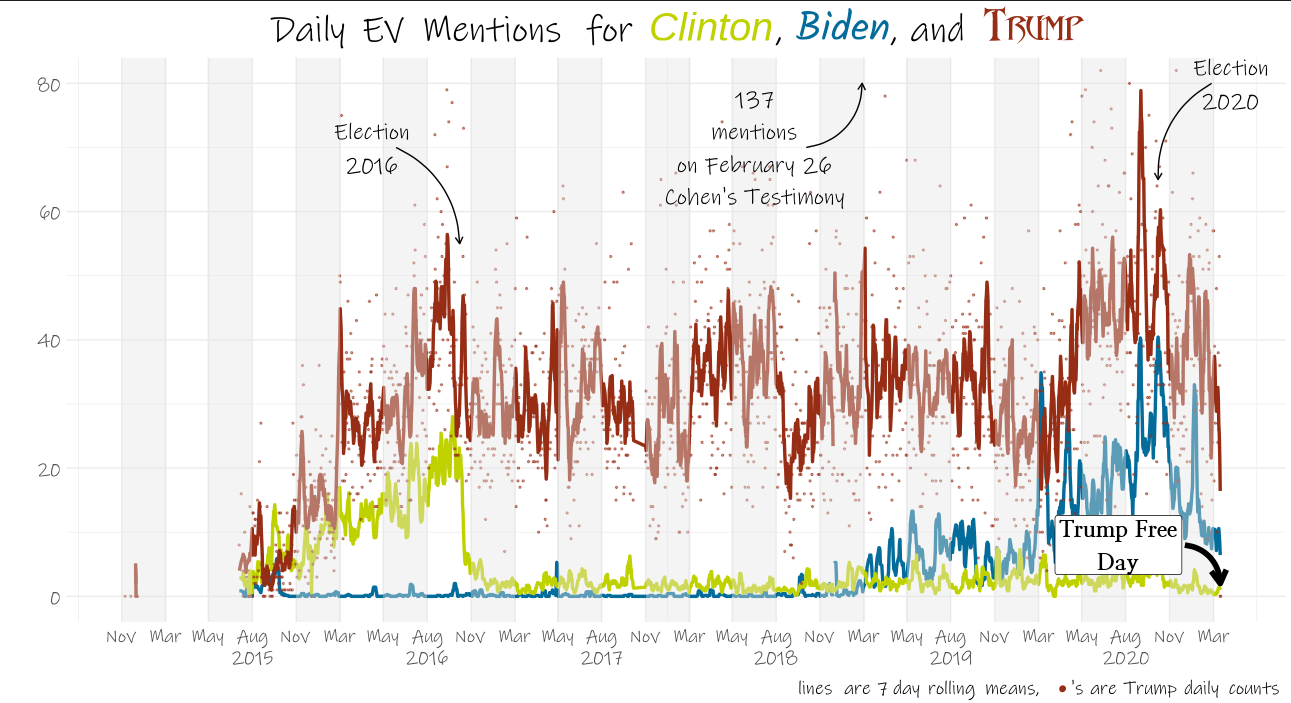 Daily EV Mentions for Clinton, Biden, and Trump
80
60
40
20
0
Election
2016
137
mentions
on February 26
Cohen's Testimony
Election
2020
Trump Free
Day
Nov Mar May Aug Nov Mar May Aug Nov Mar May Aug Nov Mar May Aug Nov Mar May Aug Nov Mar May Aug Nov Mar
2015 2016 2017 2018 2019 2020
lines are 7 day rolling means, •'s are Trump daily counts